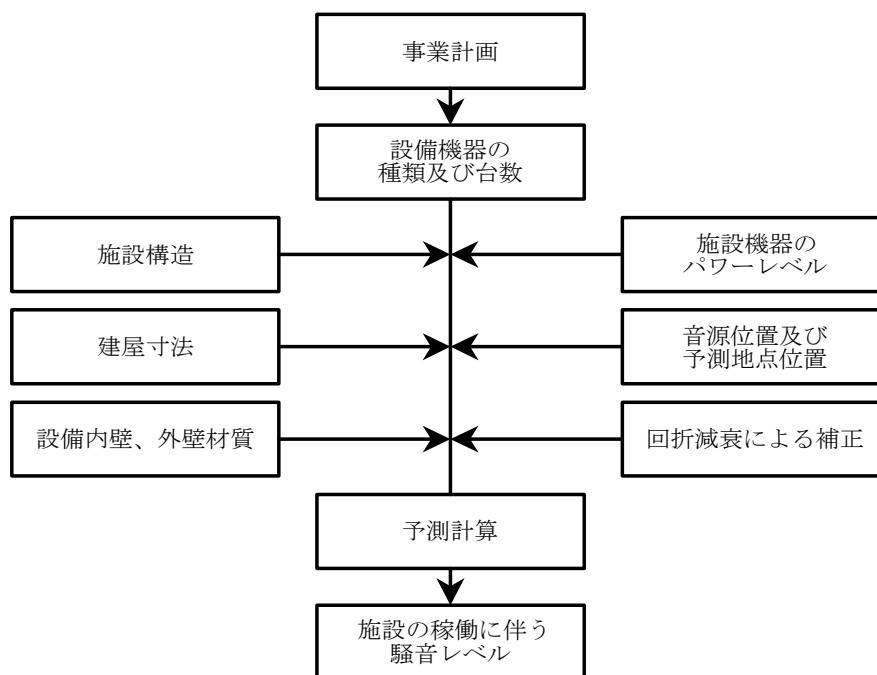 事業計画
設備機器の
種類及び台数
施設構造
施設機器の
パワーレベル
建屋寸法
音源位置及び
予測地点位置
設備内壁、外壁材質
回折減衰による補正
予測計算
施設の稼働に伴う
騒音レベル